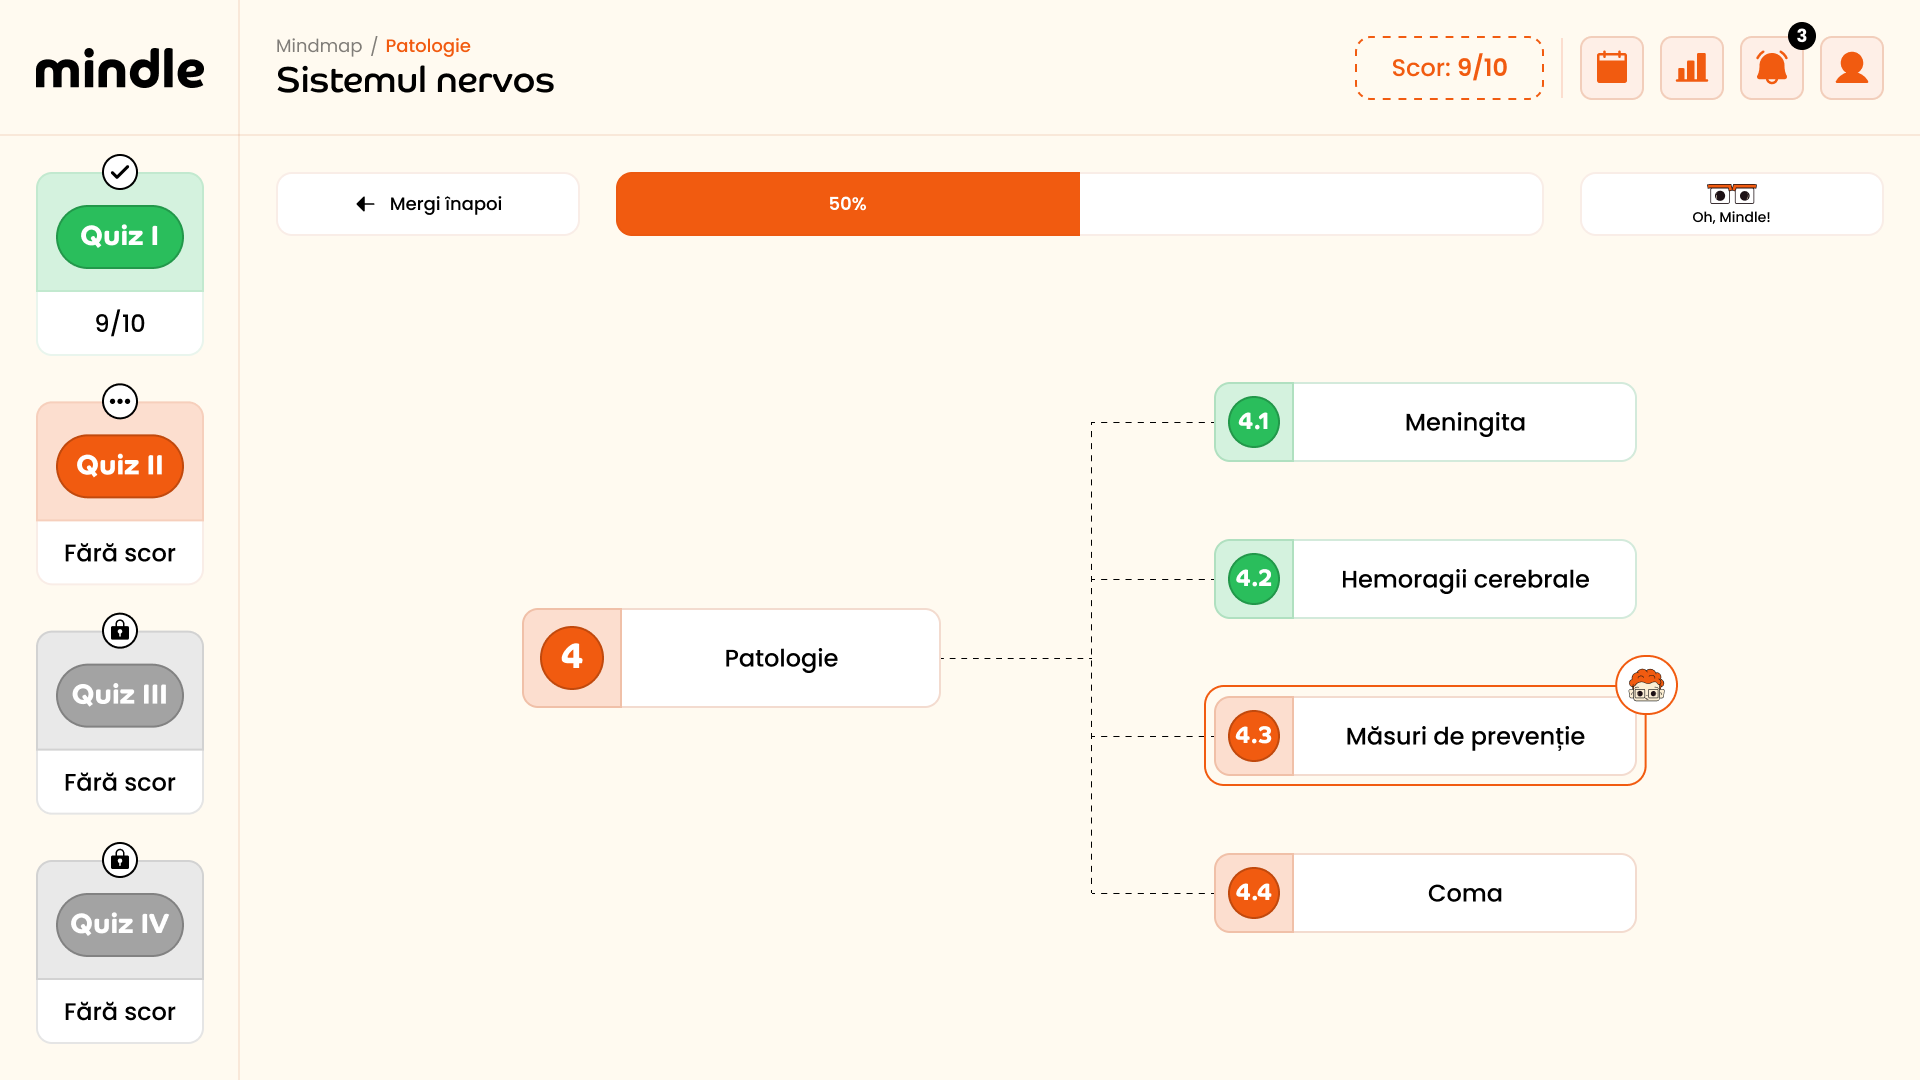 mindle
Mindmap / Patologie
Sistemul nervos
Scor: 9/10
3
Mergi înapoi
50%
Oh, Mindle!
Quiz I
9/10
Quiz II
Fără scor
Quiz III
Fără scor
Quiz IV
Fără scor
4 Patologie
4.1 Meningita
4.2 Hemoragii cerebrale
4.3 Măsuri de prevenție
4.4 Coma